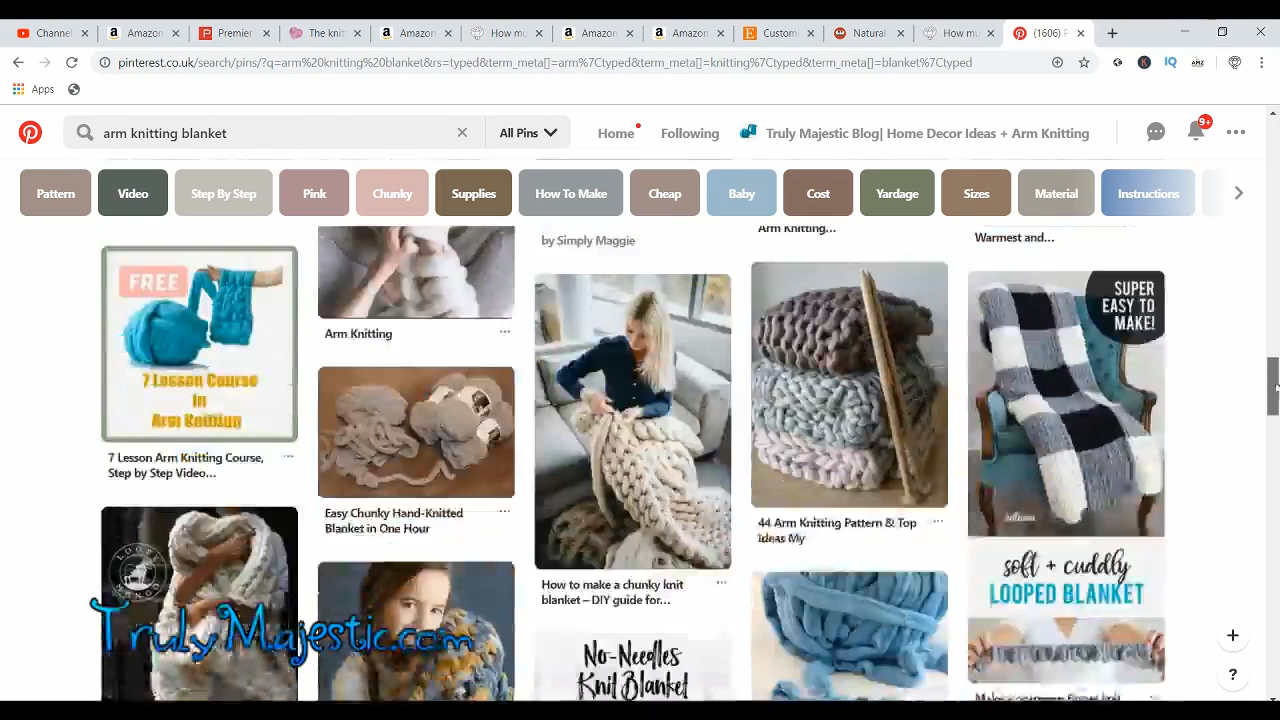 Channel
Amazon
Premier
The knit
Amazon
How mu
Amazon
Amazon
Custom
Natural
How mu
(1606) P
pinterest.co.uk/search/pins/?q=arm%20knitting%20blanket&rs=typed&term_meta[]=arm%7Ctyped&term_meta[]=knitting%7Ctyped&term_meta[]=blanket%7Ctyped
Apps
arm knitting blanket
All Pins
Home
Following
Truly Majestic Blog| Home Decor Ideas + Arm Knitting
9+
Pattern
Video
Step By Step
Pink
Chunky
Supplies
How To Make
Cheap
Baby
Cost
Yardage
Sizes
Material
Instructions
FREE
7 Lesson Course
in
Arm Knitting
7 Lesson Arm Knitting Course,
Step by Step Video...
Arm Knitting
Easy Chunky Hand-Knitted
Blanket in One Hour
by Simply Maggie
How to make a chunky knit
blanket – DIY guide for...
No-Needles
Knit Blanket
Arm Knitting...
44 Arm Knitting Pattern & Top
Ideas My
Warmest and...
SUPER
EASY TO
MAKE!
soft + cuddly
LOOPED BLANKET
TrulyMajestic.com